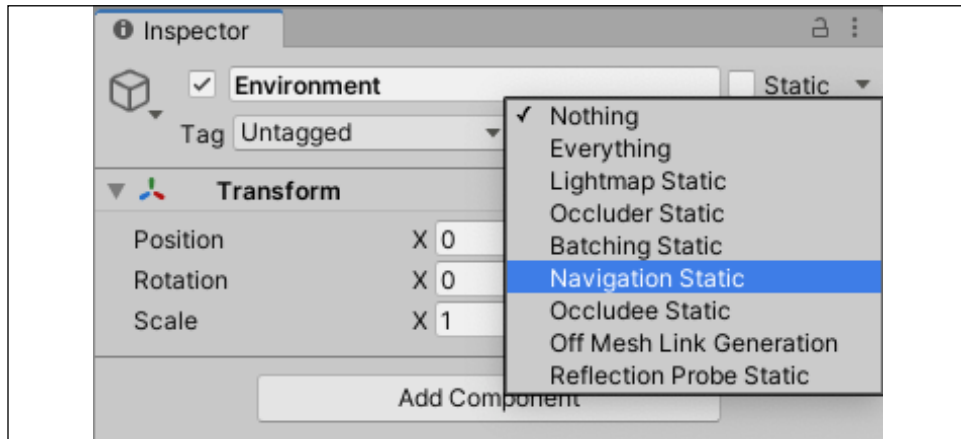 Inspector
Environment
Static
Tag Untagged
✓ Nothing
Everything
Lightmap Static
Occluder Static
Batching Static
Navigation Static
Occludee Static
Off Mesh Link Generation
Reflection Probe Static
Transform
Position X 0
Rotation X 0
Scale X 1
Add Component